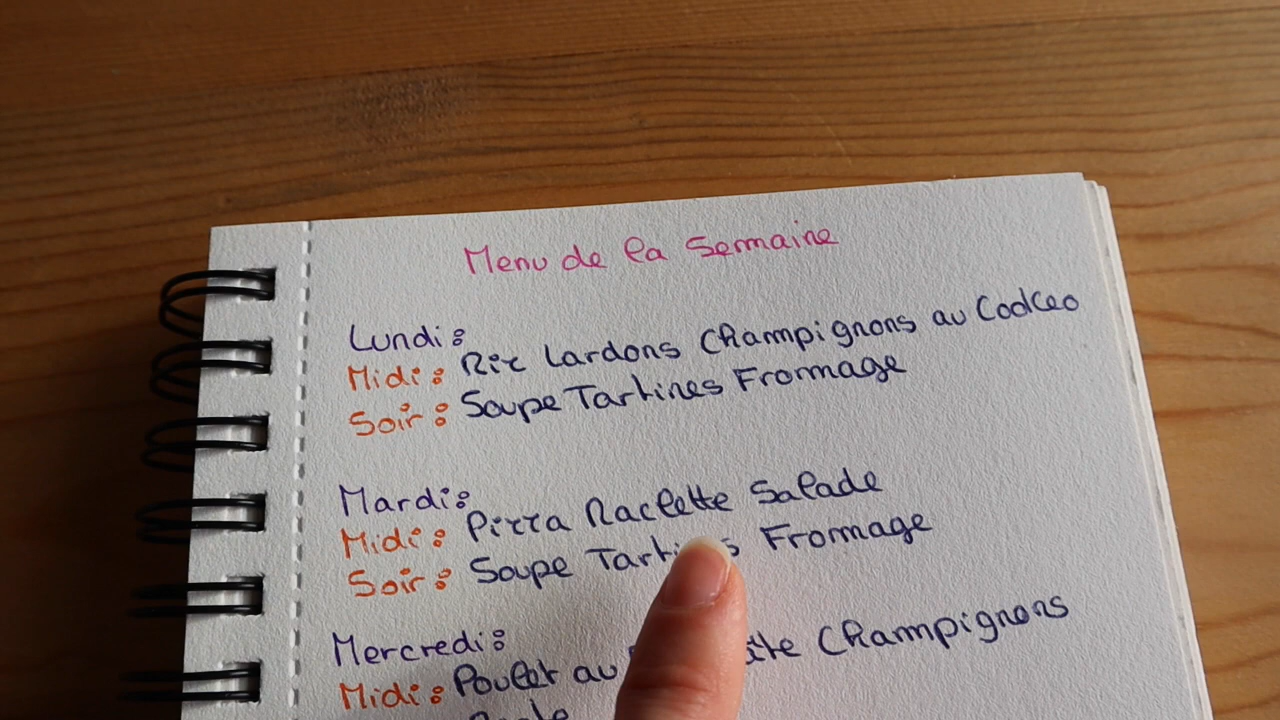 Menu de la Semaine
Lundi :
Midi : Riz Lardons Champignons au Cookeo
Soir : Soupe Tartines Fromage
Mardi :
Midi : Pizza Raclette Salade
Soir : Soupe Fromage
Mercredi :
Midi : Poulet au Champignons